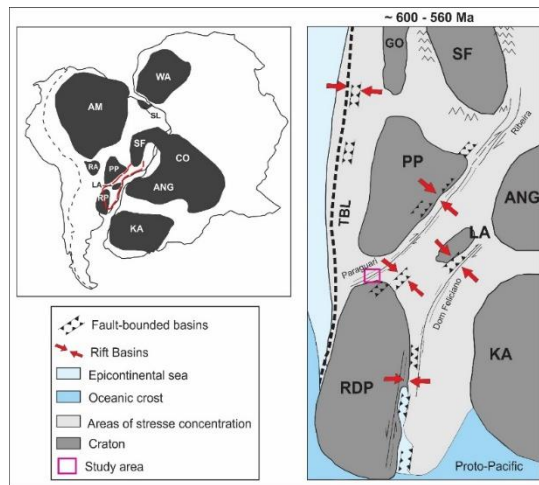 WA
AM
SL
SF
CO
RA
PP
LA
ANG
RP
KA
Fault-bounded basins
Rift Basins
Epicontinental sea
Oceanic crost
Areas of stresse concentration
Craton
Study area
~ 600 - 560 Ma
GO
SF
Ribeira
PP
ANG
TBL
LA
Paraguari
Dom Feliciano
RDP
KA
Proto-Pacific